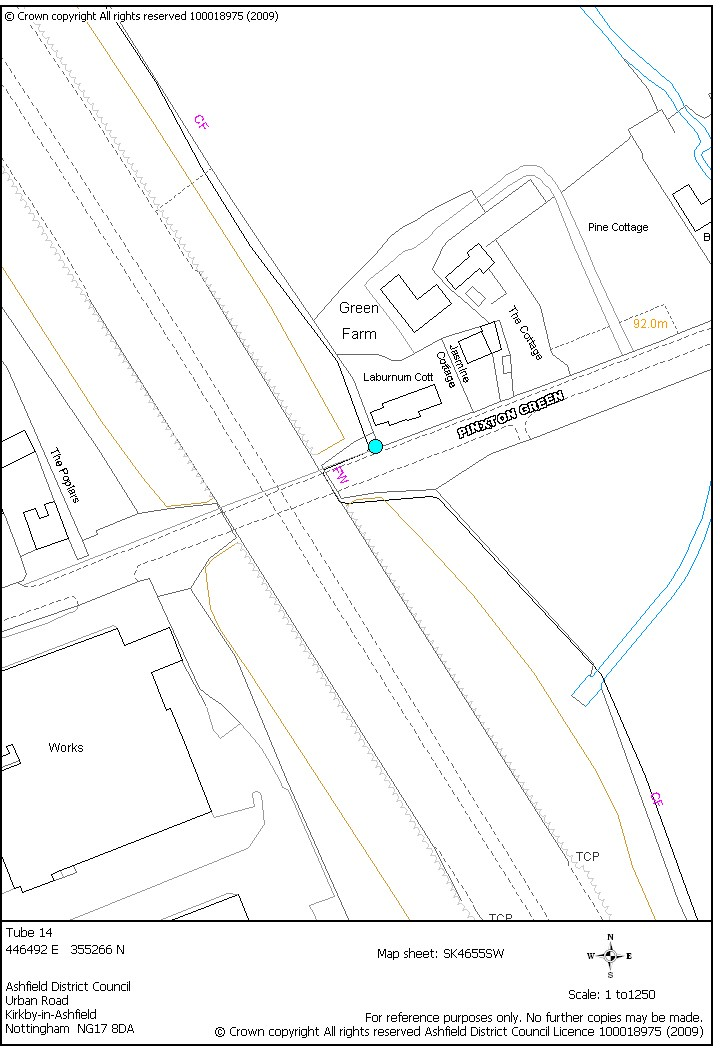 © Crown copyright All rights reserved 100018975 (2009)
CF
Pine Cottage
B
Green
Farm
92.0m
The Cottage
Jasmine
Cottage
Laburnum Cott
PINXTON GREEN
FW
The Poplars
Works
CF
TCP
TCP
Tube 14
446492 E 355266 N
Map sheet: SK4655SW
N
W
E
S
Ashfield District Council
Urban Road
Kirkby-in-Ashfield
Nottingham NG17 8DA
Scale: 1 to1250
For reference purposes only. No further copies may be made.
© Crown copyright All rights reserved Ashfield District Council Licence 100018975 (2009)